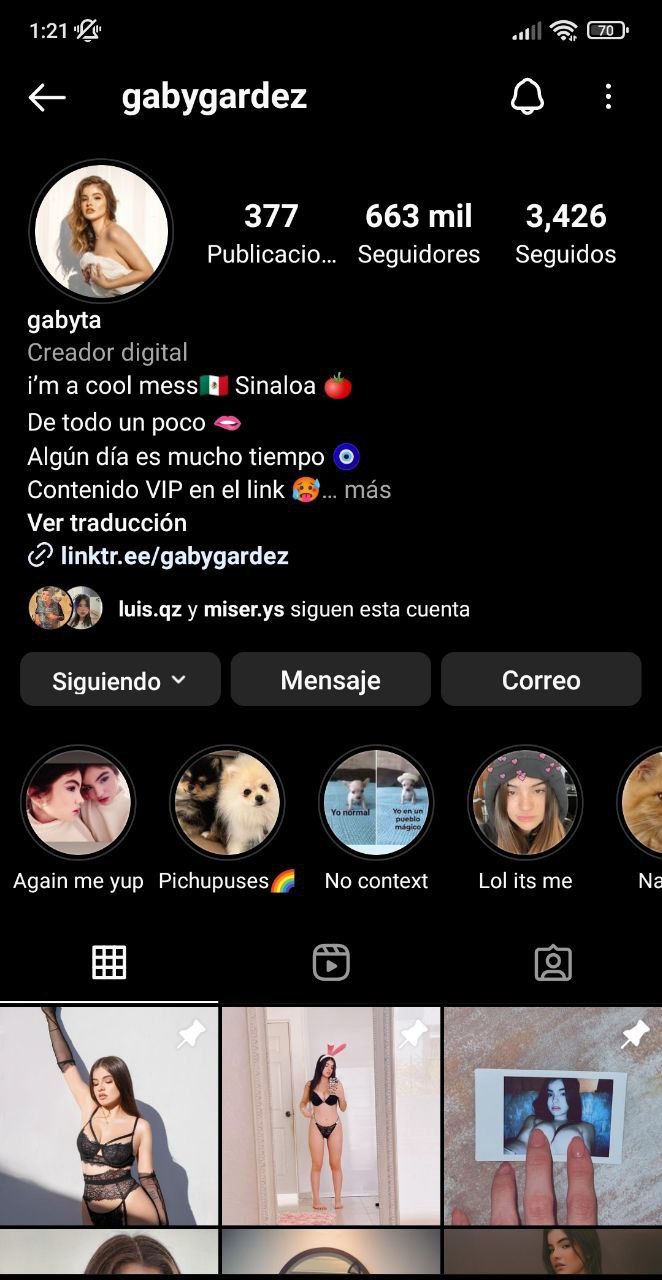 1:21
70
gabygardez
377
663 mil
3,426
Publicacio...
Seguidores
Seguidos
gabyta
Creador digital
i'm a cool mess🇲🇽 Sinaloa 🍅
De todo un poco 🫦
Algún día es mucho tiempo 🧿
Contenido VIP en el link 🥵... más
Ver traducción
linktr.ee/gabygardez
luis.qz y miser.ys siguen esta cuenta
Siguiendo
Mensaje
Correo
Yo normal
Yo en un
pueblo
mágico
Again me yup
Pichupuses🌈
No context
Lol its me
Na